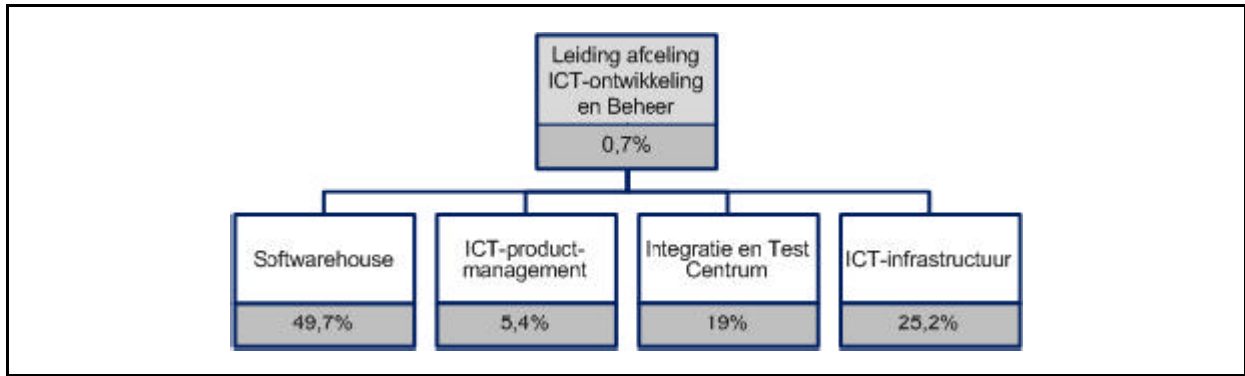 Leiding afceling
ICT-ontwikkeling
en Beheer
0,7%
Softwarehouse
49,7%
ICT-product-
management
5,4%
Integratie en Test
Centrum
19%
ICT-infrastructuur
25,2%